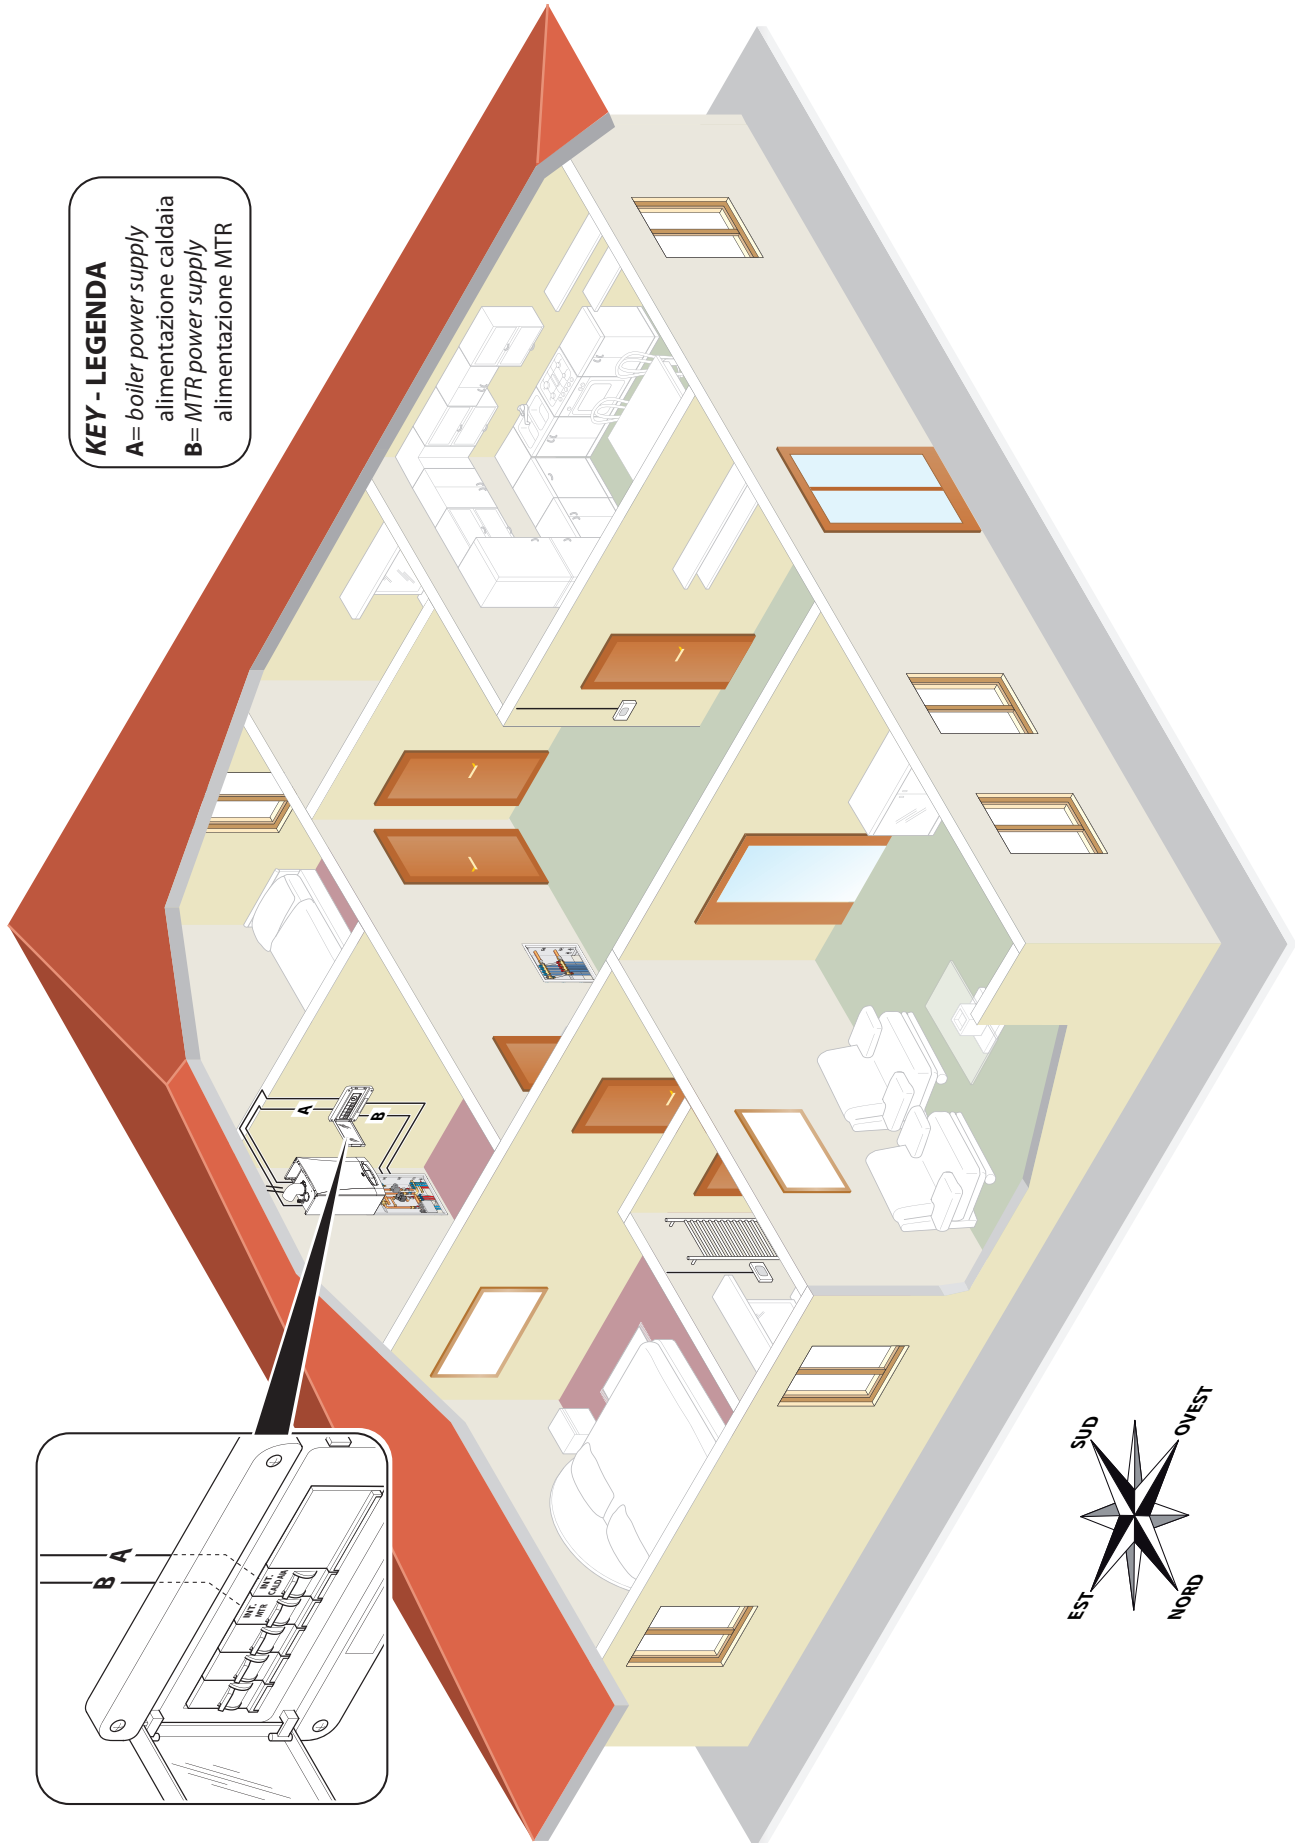 KEY - LEGENDA
A= boiler power supply
alimentazione caldaia
B= MTR power supply
alimentazione MTR
A
B
B
A
INT.
MTR
INT.
CALDAIA
SUD
OVEST
EST
NORD